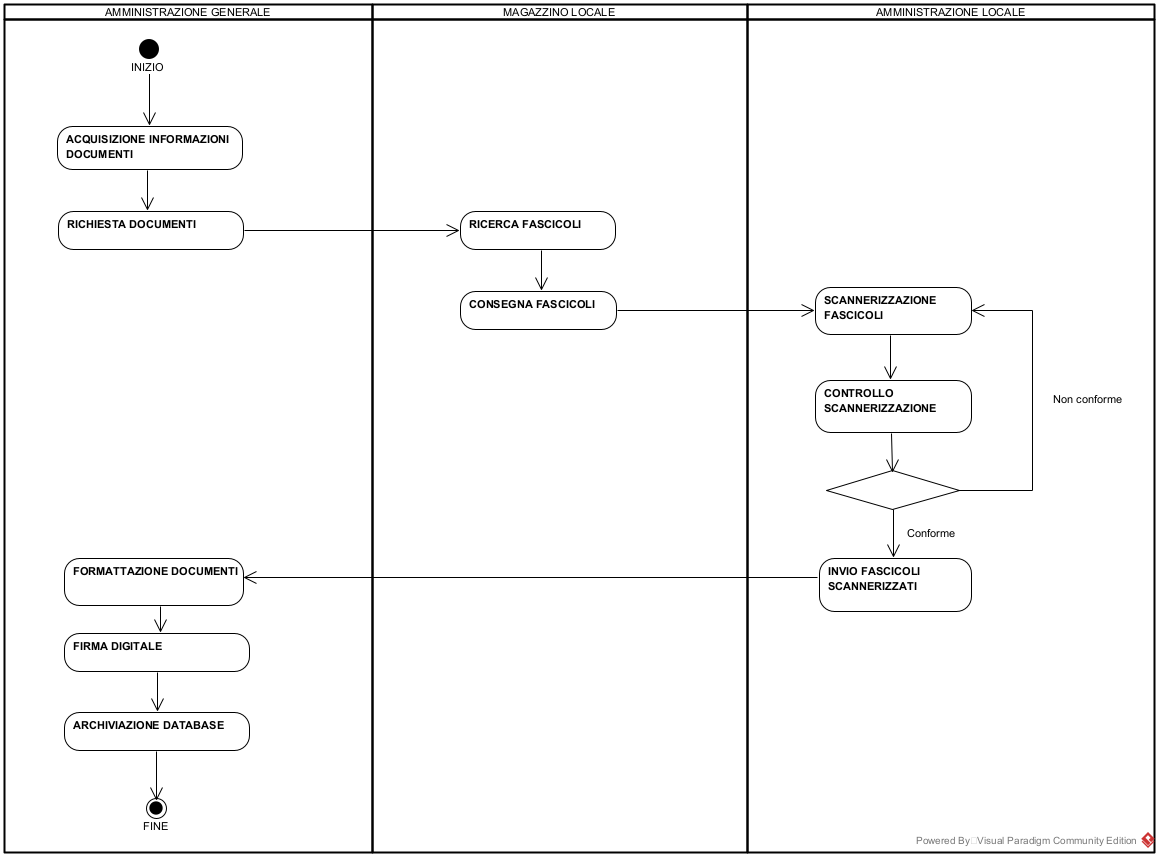 AMMINISTRAZIONE GENERALE
MAGAZZINO LOCALE
AMMINISTRAZIONE LOCALE
INIZIO
ACQUISIZIONE INFORMAZIONI
DOCUMENTI
RICHIESTA DOCUMENTI
RICERCA FASCICOLI
CONSEGNA FASCICOLI
SCANNERIZZAZIONE
FASCICOLI
CONTROLLO
SCANNERIZZAZIONE
Non conforme
Conforme
INVIO FASCICOLI
SCANNERIZZATI
FORMATTAZIONE DOCUMENTI
FIRMA DIGITALE
ARCHIVIAZIONE DATABASE
FINE
Powered By Visual Paradigm Community Edition